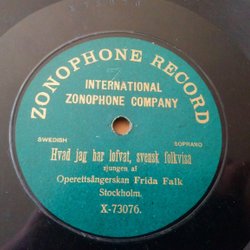 ZONOPHONE RECORD
INTERNATIONAL
ZONOPHONE COMPANY
SWEDISH SOPRANO
Hvad jag har lofvat, svensk folkvisa
sjungen af
Operettsångerskan Frida Falk
Stockholm.
X-73076.